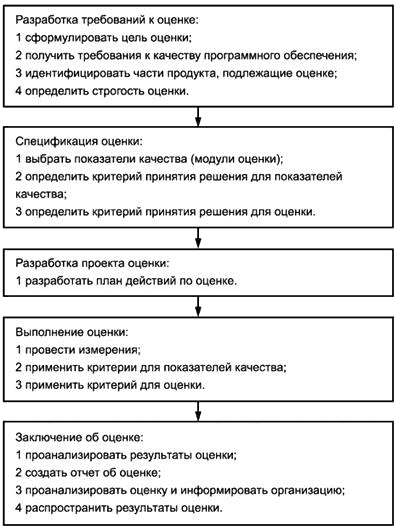 Разработка требований к оценке:
1 сформулировать цель оценки;
2 получить требования к качеству программного обеспечения;
3 идентифицировать части продукта, подлежащие оценке;
4 определить строгость оценки.
Спецификация оценки:
1 выбрать показатели качества (модули оценки);
2 определить критерий принятия решения для показателей
качества;
3 определить критерий принятия решения для оценки.
Разработка проекта оценки:
1 разработать план действий по оценке.
Выполнение оценки:
1 провести измерения;
2 применить критерии для показателей качества;
3 применить критерий для оценки.
Заключение об оценке:
1 проанализировать результаты оценки;
2 создать отчет об оценке;
3 проанализировать оценку и информировать организацию;
4 распространить результаты оценки.